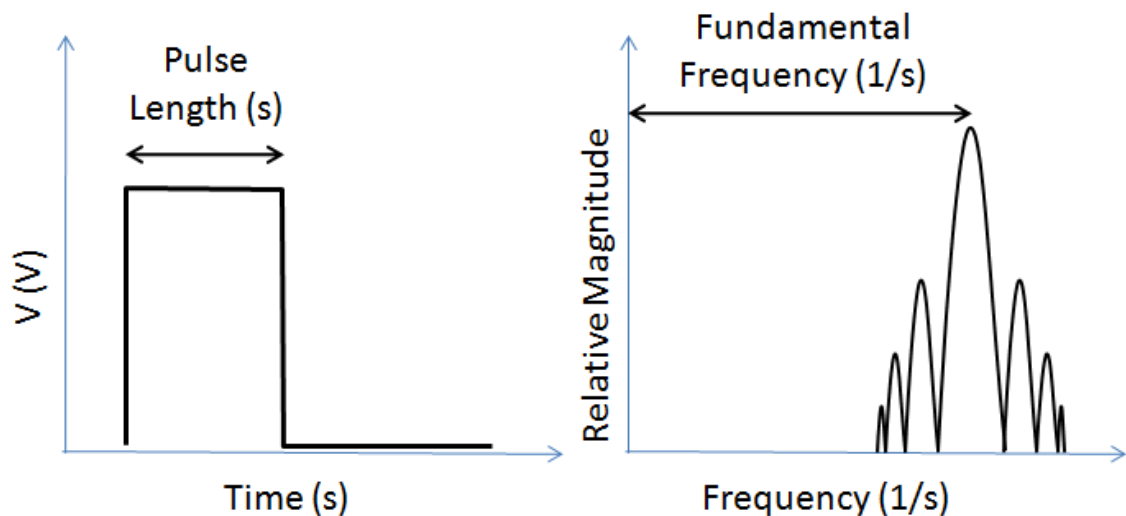 Pulse
Length (s)
V (V)
Time (s)
Fundamental
Frequency (1/s)
Relative Magnitude
Frequency (1/s)